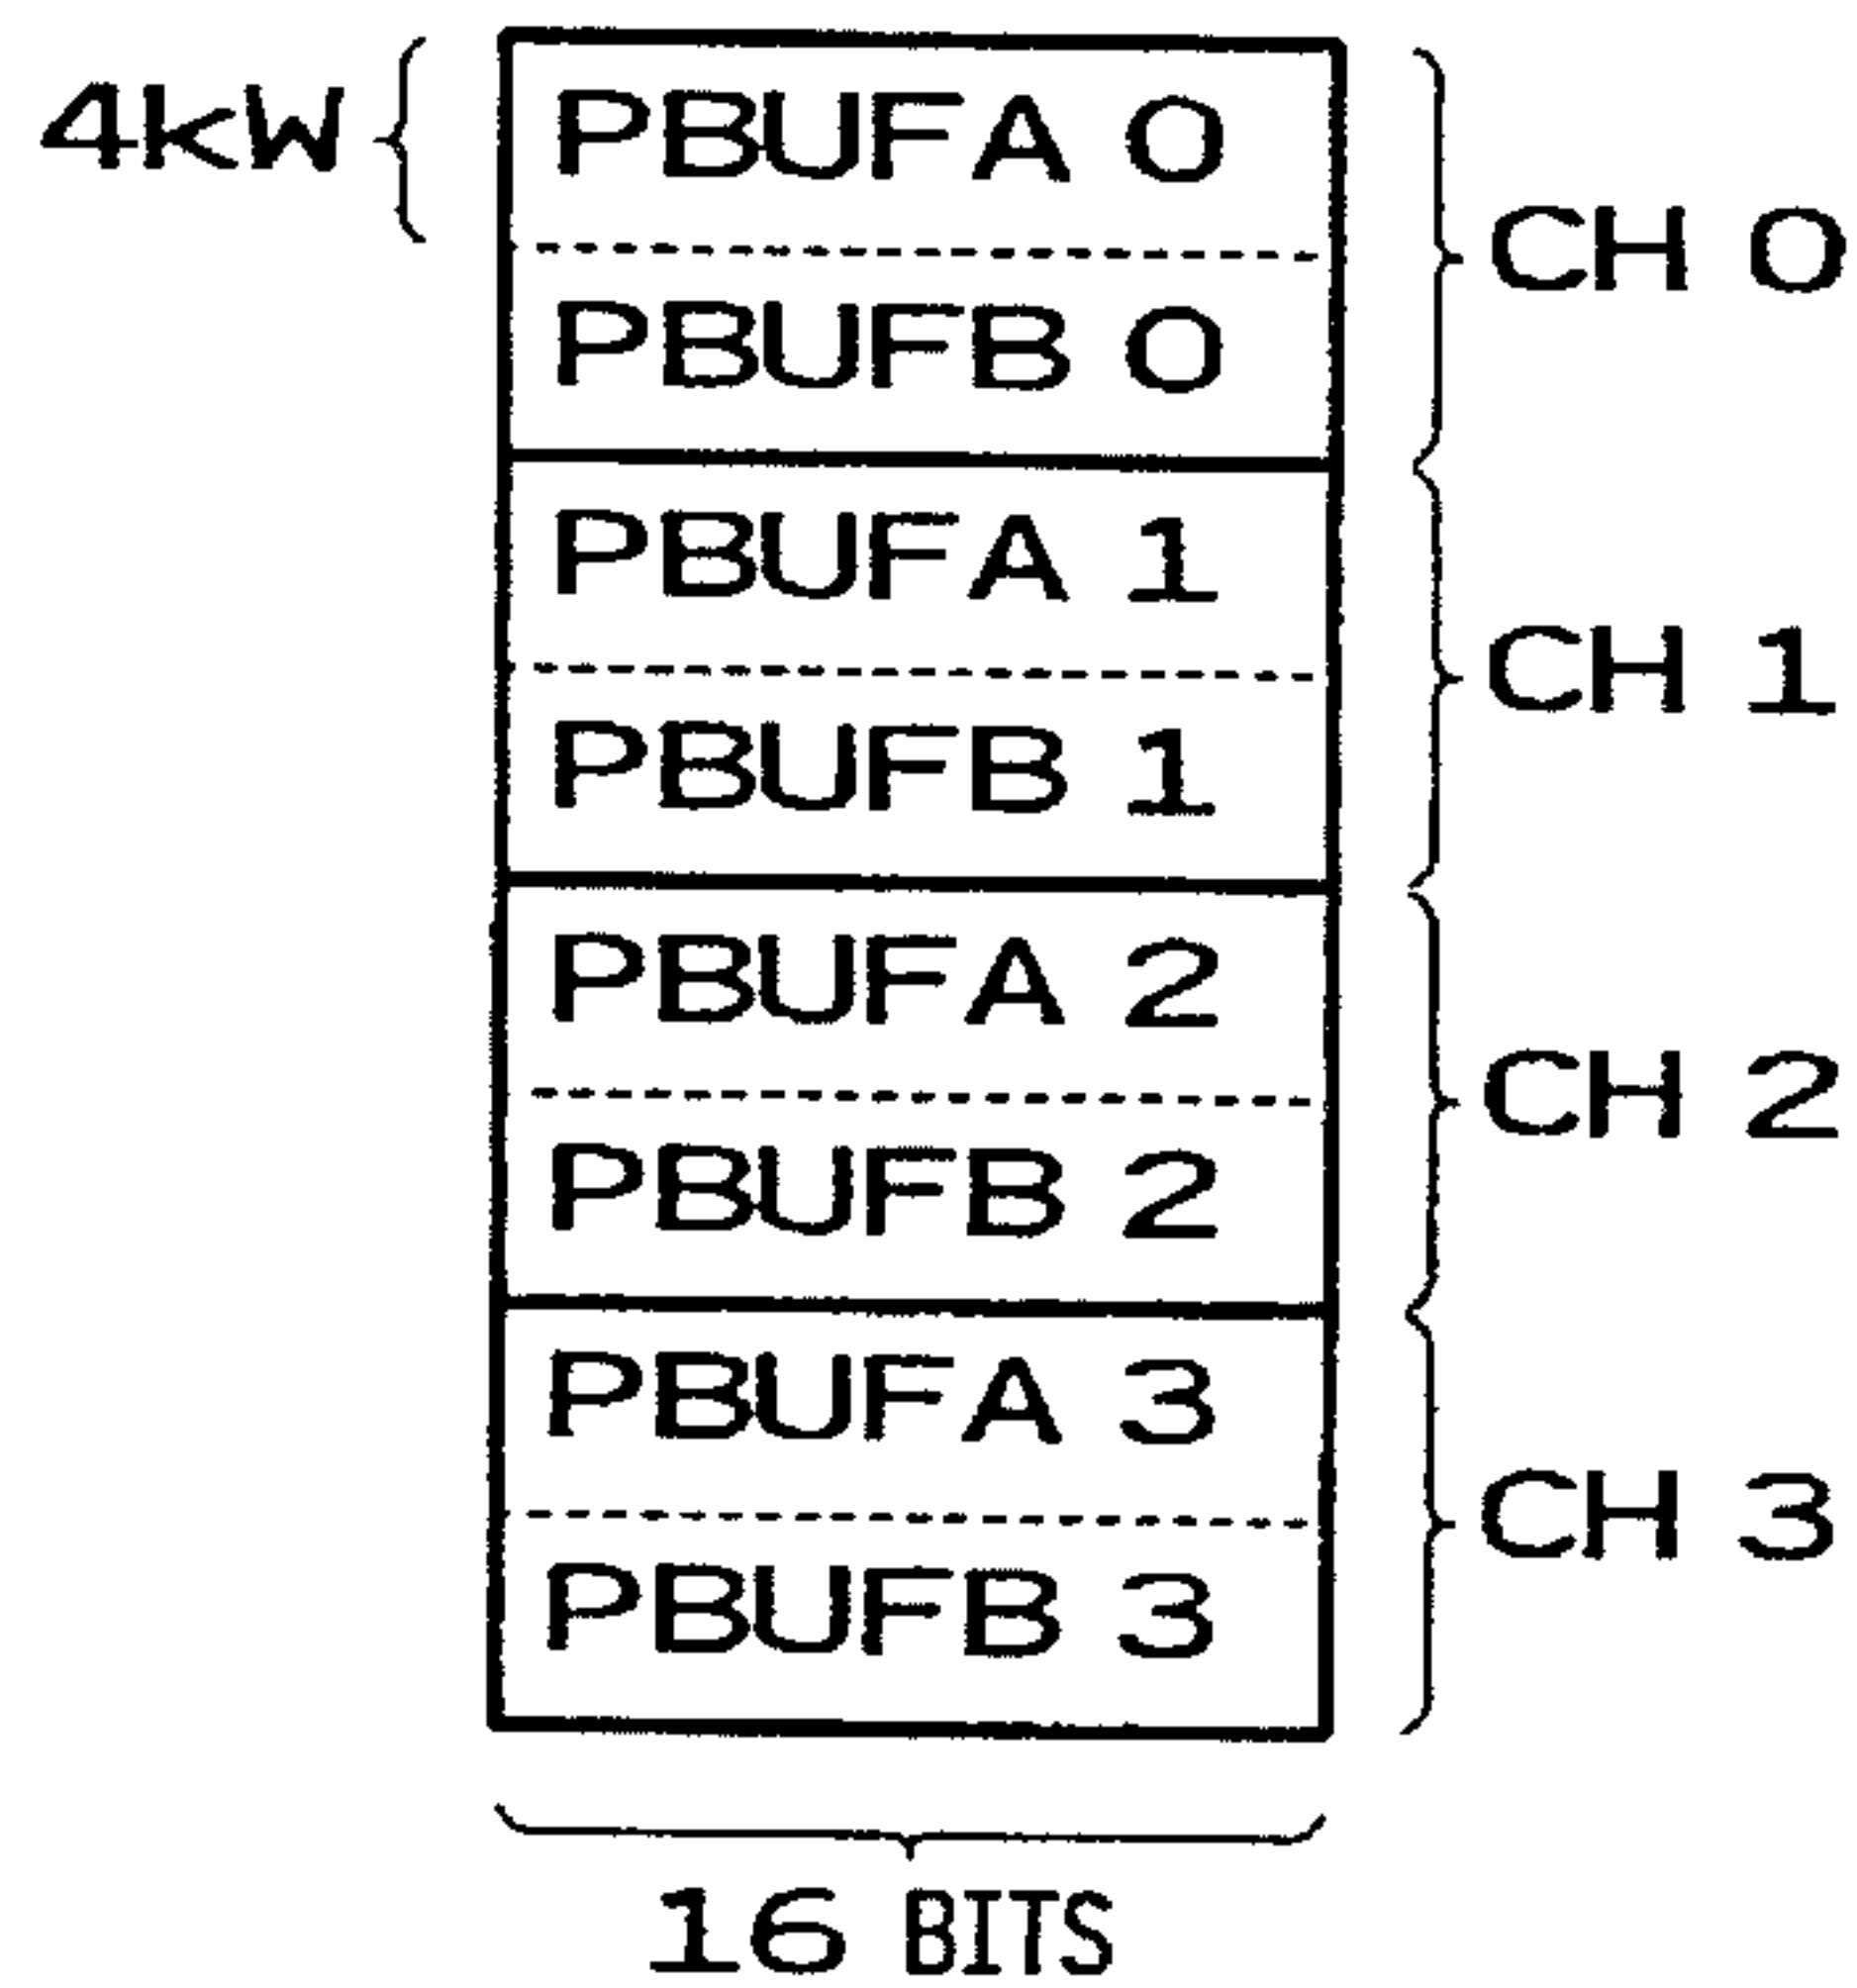 4kW
PBUFA 0
CH 0
PBUFB 0
PBUFA 1
CH 1
PBUFB 1
PBUFA 2
CH 2
PBUFB 2
PBUFA 3
CH 3
PBUFB 3
16 BITS